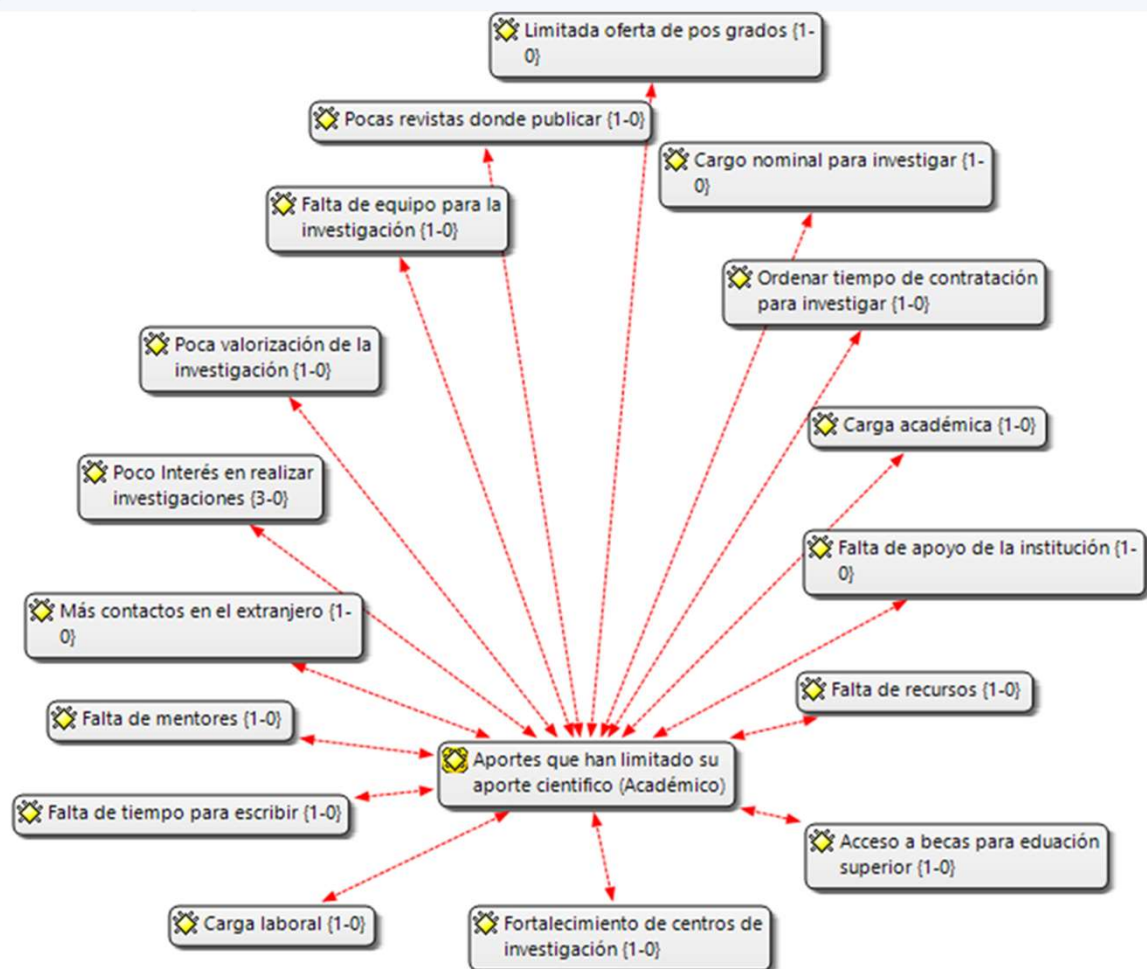 Limitada oferta de pos grados {1-
0}
Pocas revistas donde publicar {1-0}
Cargo nominal para investigar {1-
0}
Falta de equipo para la
investigación {1-0}
Ordenar tiempo de contratación
para investigar {1-0}
Poca valorización de la
investigación {1-0}
Carga académica {1-0}
Poco Interés en realizar
investigaciones {3-0}
Falta de apoyo de la institución {1-
0}
Más contactos en el extranjero {1-
0}
Falta de recursos {1-0}
Falta de mentores {1-0}
Aportes que han limitado su
aporte cientifico (Académico)
Falta de tiempo para escribir {1-0}
Acceso a becas para eduación
superior {1-0}
Carga laboral {1-0}
Fortalecimiento de centros de
investigación {1-0}